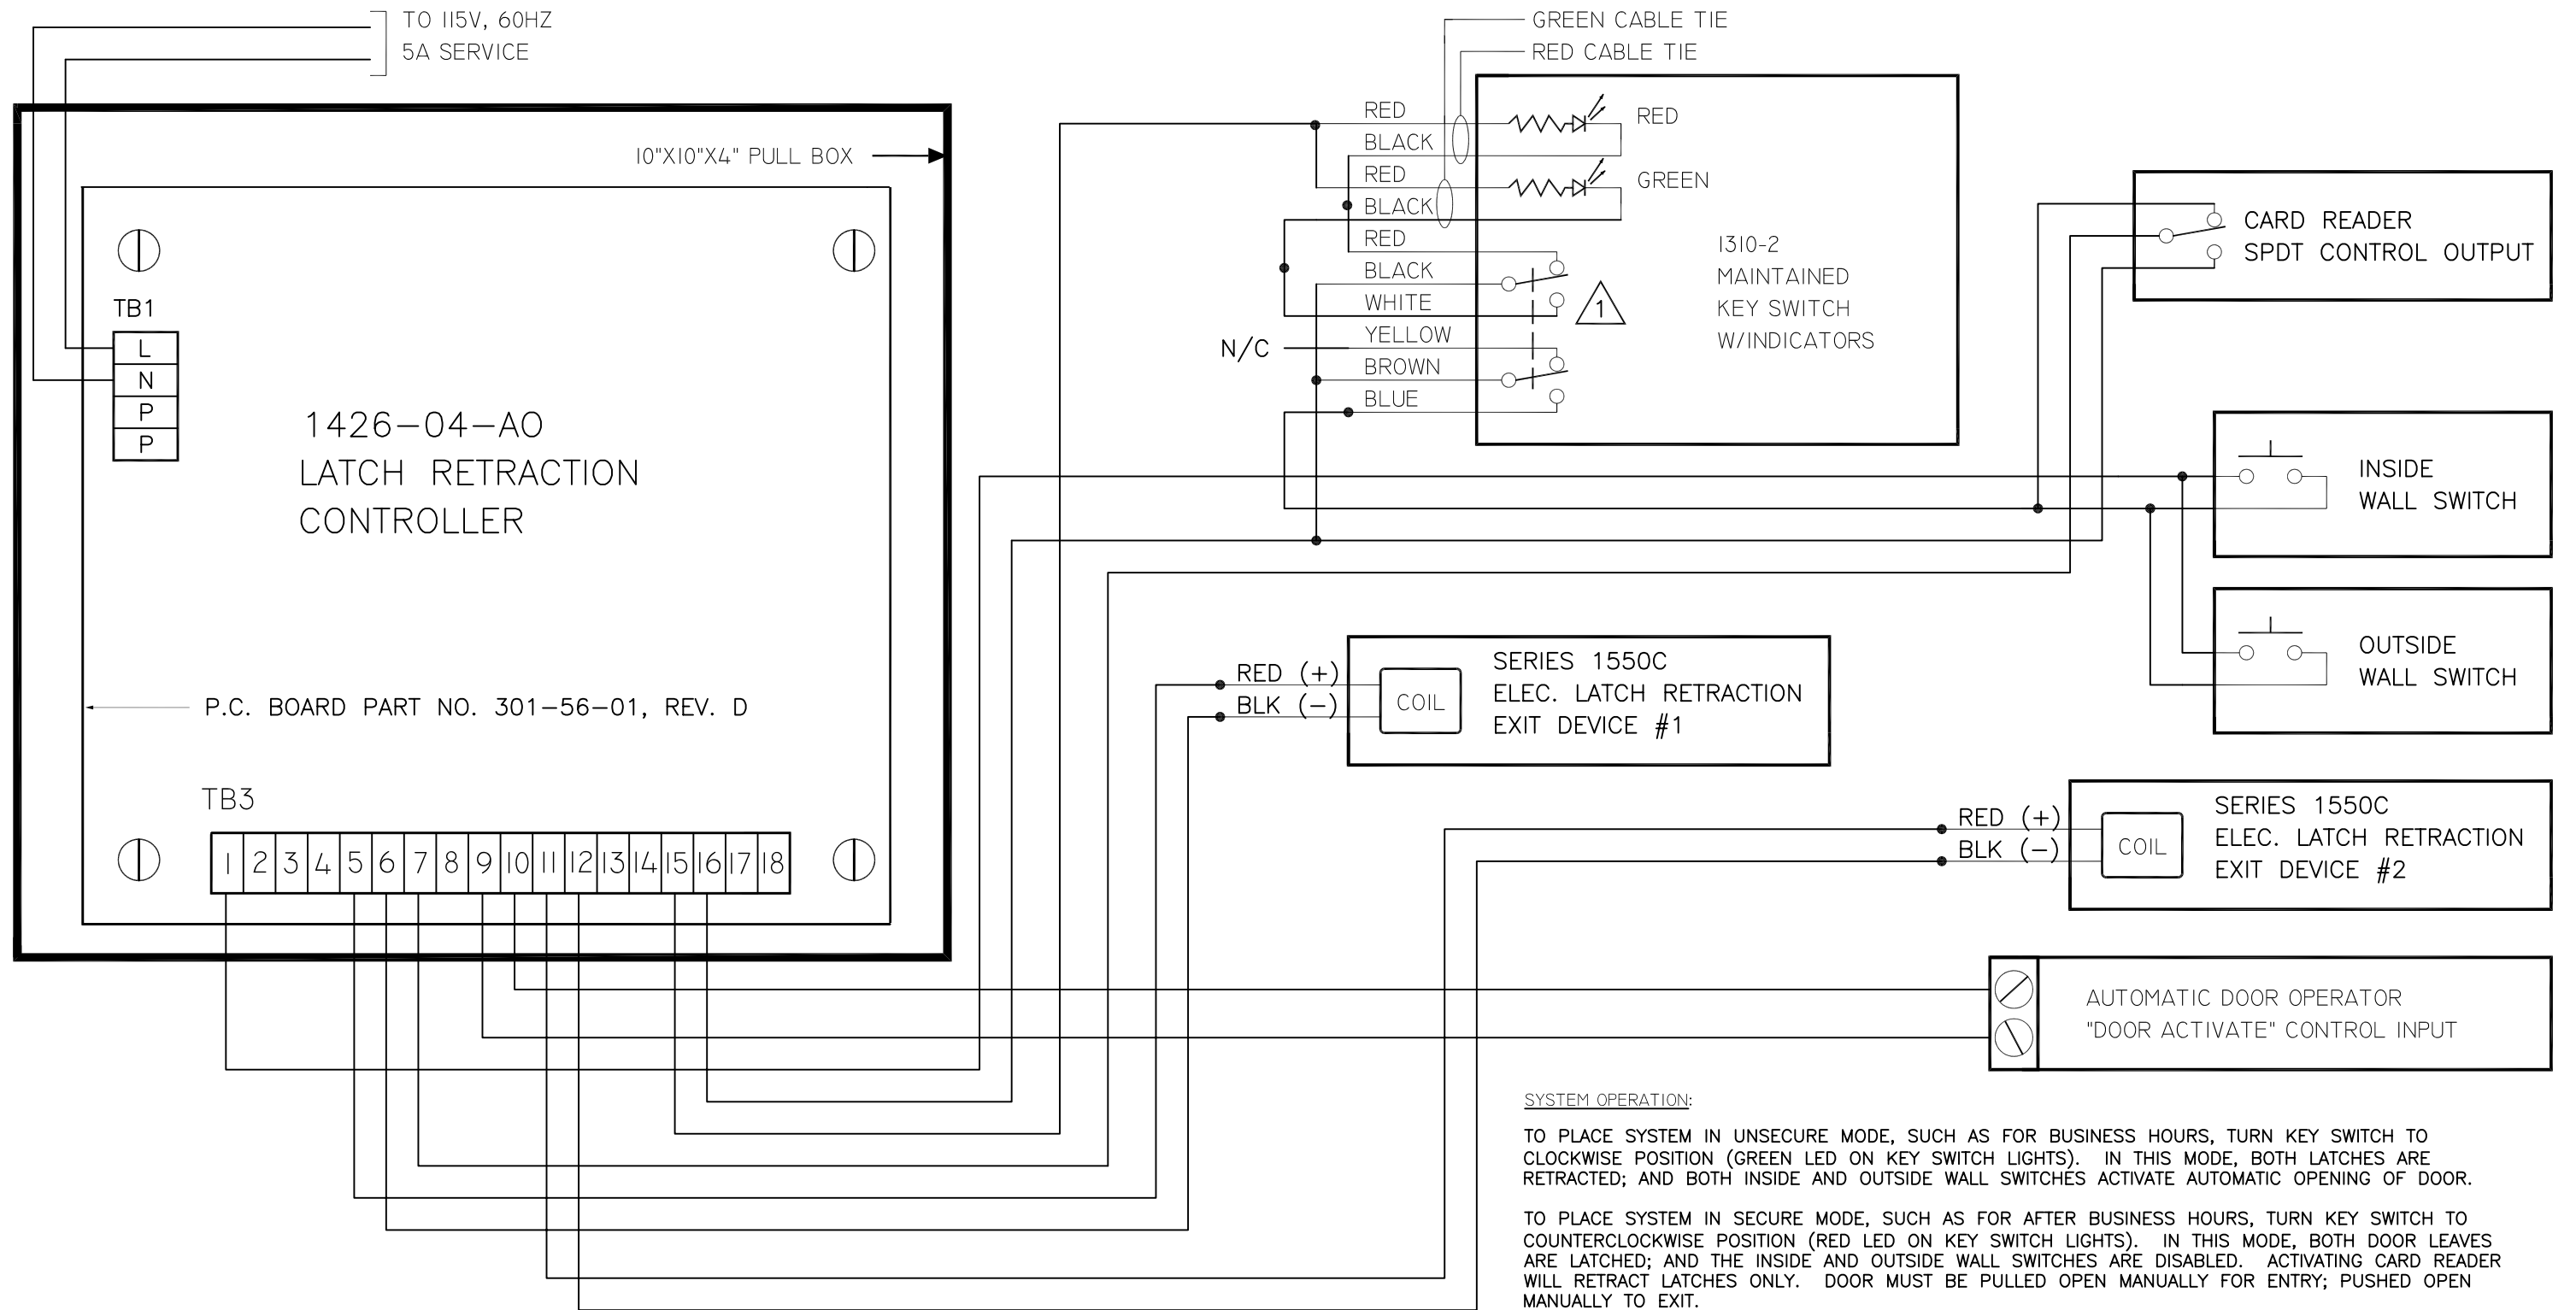 TO 115V, 60HZ
5A SERVICE
10"X10"X4" PULL BOX
TB1
L
N
P
P
1426-04-AO
LATCH RETRACTION
CONTROLLER
P.C. BOARD PART NO. 301-56-01, REV. D
TB3
1 2 3 4 5 6 7 8 9 10 11 12 13 14 15 16 17 18
GREEN CABLE TIE
RED CABLE TIE
RED
BLACK
RED
BLACK
RED
BLACK
WHITE
YELLOW
BROWN
BLUE
N/C
RED
GREEN
1
1310-2
MAINTAINED
KEY SWITCH
W/INDICATORS
CARD READER
SPDT CONTROL OUTPUT
INSIDE
WALL SWITCH
OUTSIDE
WALL SWITCH
RED (+)
BLK (-)
COIL
SERIES 1550C
ELEC. LATCH RETRACTION
EXIT DEVICE #1
RED (+)
BLK (-)
COIL
SERIES 1550C
ELEC. LATCH RETRACTION
EXIT DEVICE #2
AUTOMATIC DOOR OPERATOR
"DOOR ACTIVATE" CONTROL INPUT
SYSTEM OPERATION:
TO PLACE SYSTEM IN UNSECURE MODE, SUCH AS FOR BUSINESS HOURS, TURN KEY SWITCH TO
CLOCKWISE POSITION (GREEN LED ON KEY SWITCH LIGHTS). IN THIS MODE, BOTH LATCHES ARE
RETRACTED; AND BOTH INSIDE AND OUTSIDE WALL SWITCHES ACTIVATE AUTOMATIC OPENING OF DOOR.
TO PLACE SYSTEM IN SECURE MODE, SUCH AS FOR AFTER BUSINESS HOURS, TURN KEY SWITCH TO
COUNTERCLOCKWISE POSITION (RED LED ON KEY SWITCH LIGHTS). IN THIS MODE, BOTH DOOR LEAVES
ARE LATCHED; AND THE INSIDE AND OUTSIDE WALL SWITCHES ARE DISABLED. ACTIVATING CARD READER
WILL RETRACT LATCHES ONLY. DOOR MUST BE PULLED OPEN MANUALLY FOR ENTRY; PUSHED OPEN
MANUALLY TO EXIT.